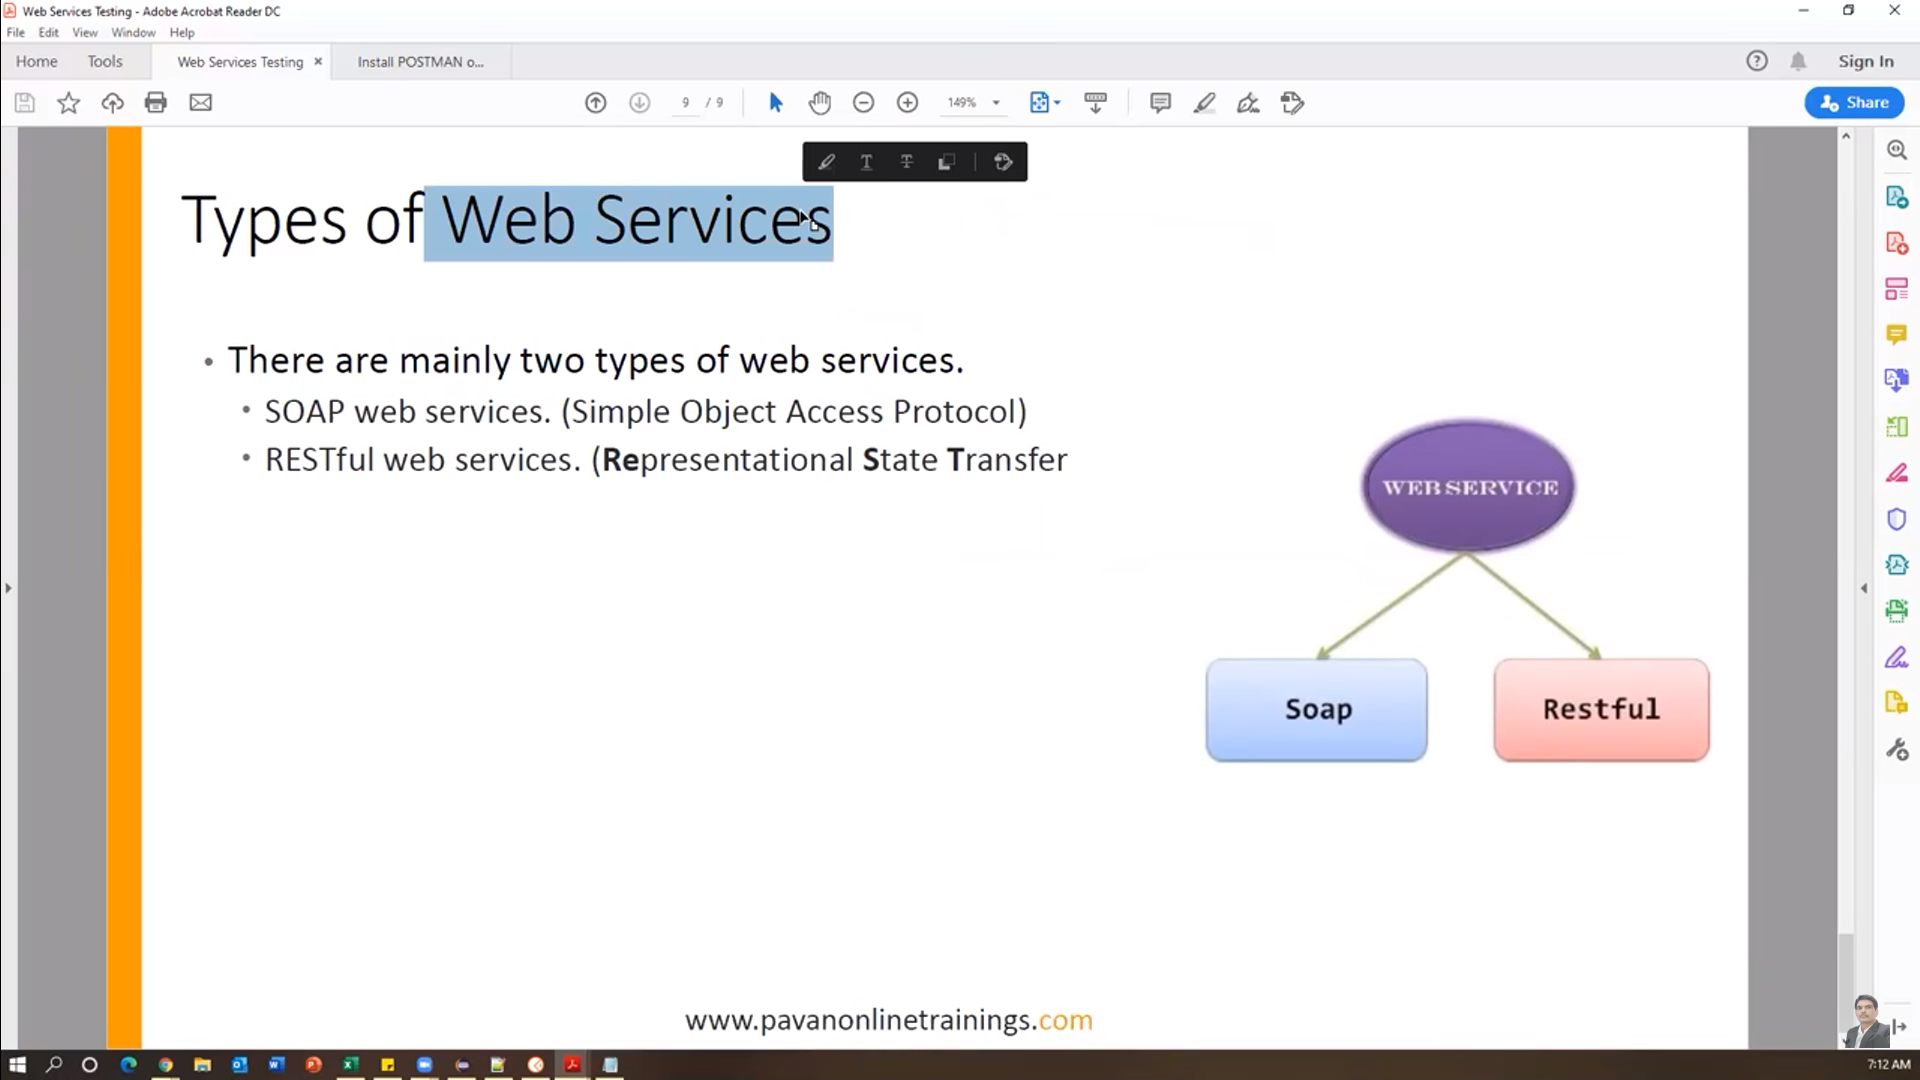 Web Services Testing - Adobe Acrobat Reader DC
File Edit View Window Help
Home Tools Web Services Testing × Install POSTMAN o... Sign In
9 / 9 149% Share
Types of Web Services
• There are mainly two types of web services.
• SOAP web services. (Simple Object Access Protocol)
• RESTful web services. (Representational State Transfer
WEB SERVICE
Soap Restful
www.pavanonlinetrainings.com
7:12 AM